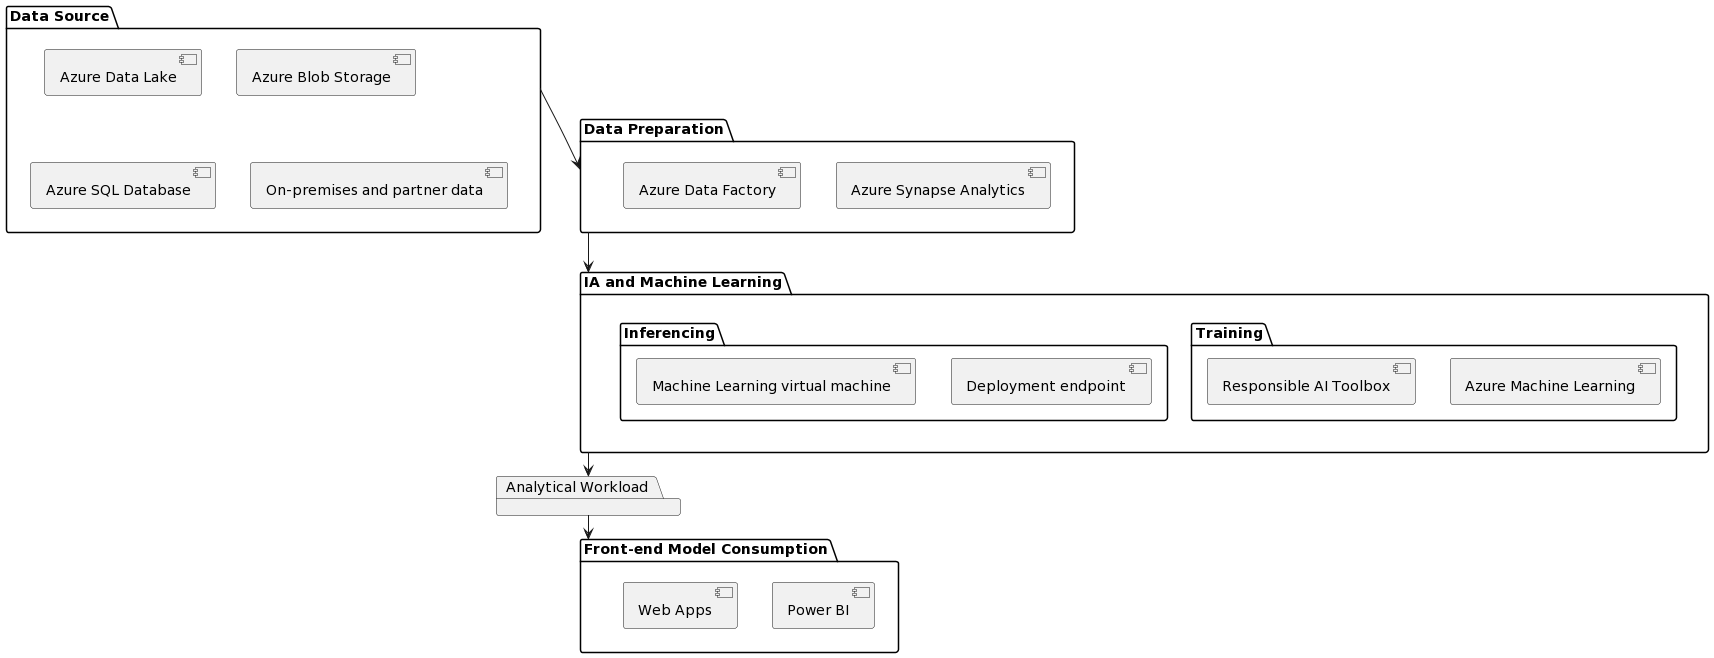 Data Source
Azure Data Lake
Azure Blob Storage
Azure SQL Database
On-premises and partner data
Data Preparation
Azure Data Factory
Azure Synapse Analytics
IA and Machine Learning
Inferencing
Machine Learning virtual machine
Deployment endpoint
Training
Responsible AI Toolbox
Azure Machine Learning
Analytical Workload
Front-end Model Consumption
Web Apps
Power BI